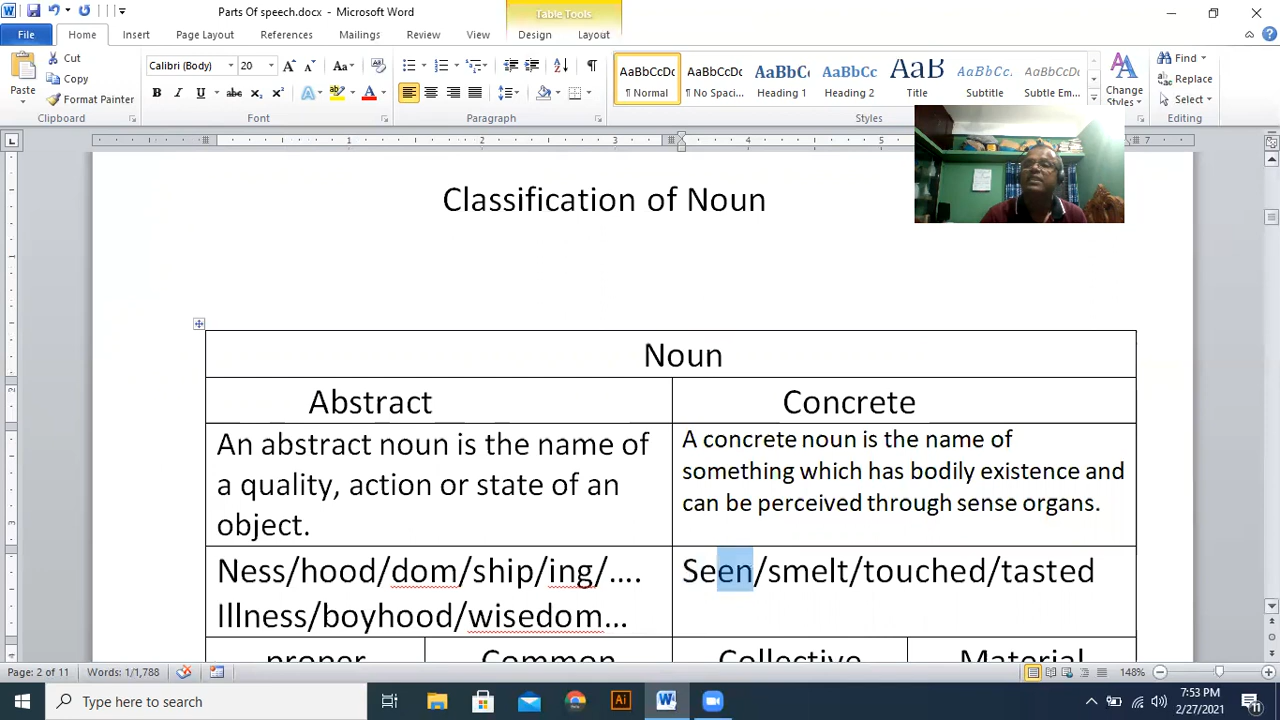 Parts Of speech.docx - Microsoft Word
Table Tools
File Home Insert Page Layout References Mailings Review View Design Layout
Cut
Copy
Format Painter
Paste
Calibri (Body) 20
Clipboard Font Paragraph Styles Editing
AaBbCcDc AaBbCcDc AaBbCc AaBbCc AaB AaBbCcL AaBbCcDc
¶ Normal ¶ No Spaci... Heading 1 Heading 2 Title Subtitle Subtle Em...
Change Styles
Find
Replace
Select
Classification of Noun
Noun
Abstract Concrete
An abstract noun is the name of
a quality, action or state of an
object.
A concrete noun is the name of
something which has bodily existence and
can be perceived through sense organs.
Ness/hood/dom/ship/ing/....
Illness/boyhood/wisedom...
Seen/smelt/touched/tasted
proper Common Collective Material
Page: 2 of 11 Words: 1/1,788 148%
Type here to search
7:53 PM
2/27/2021